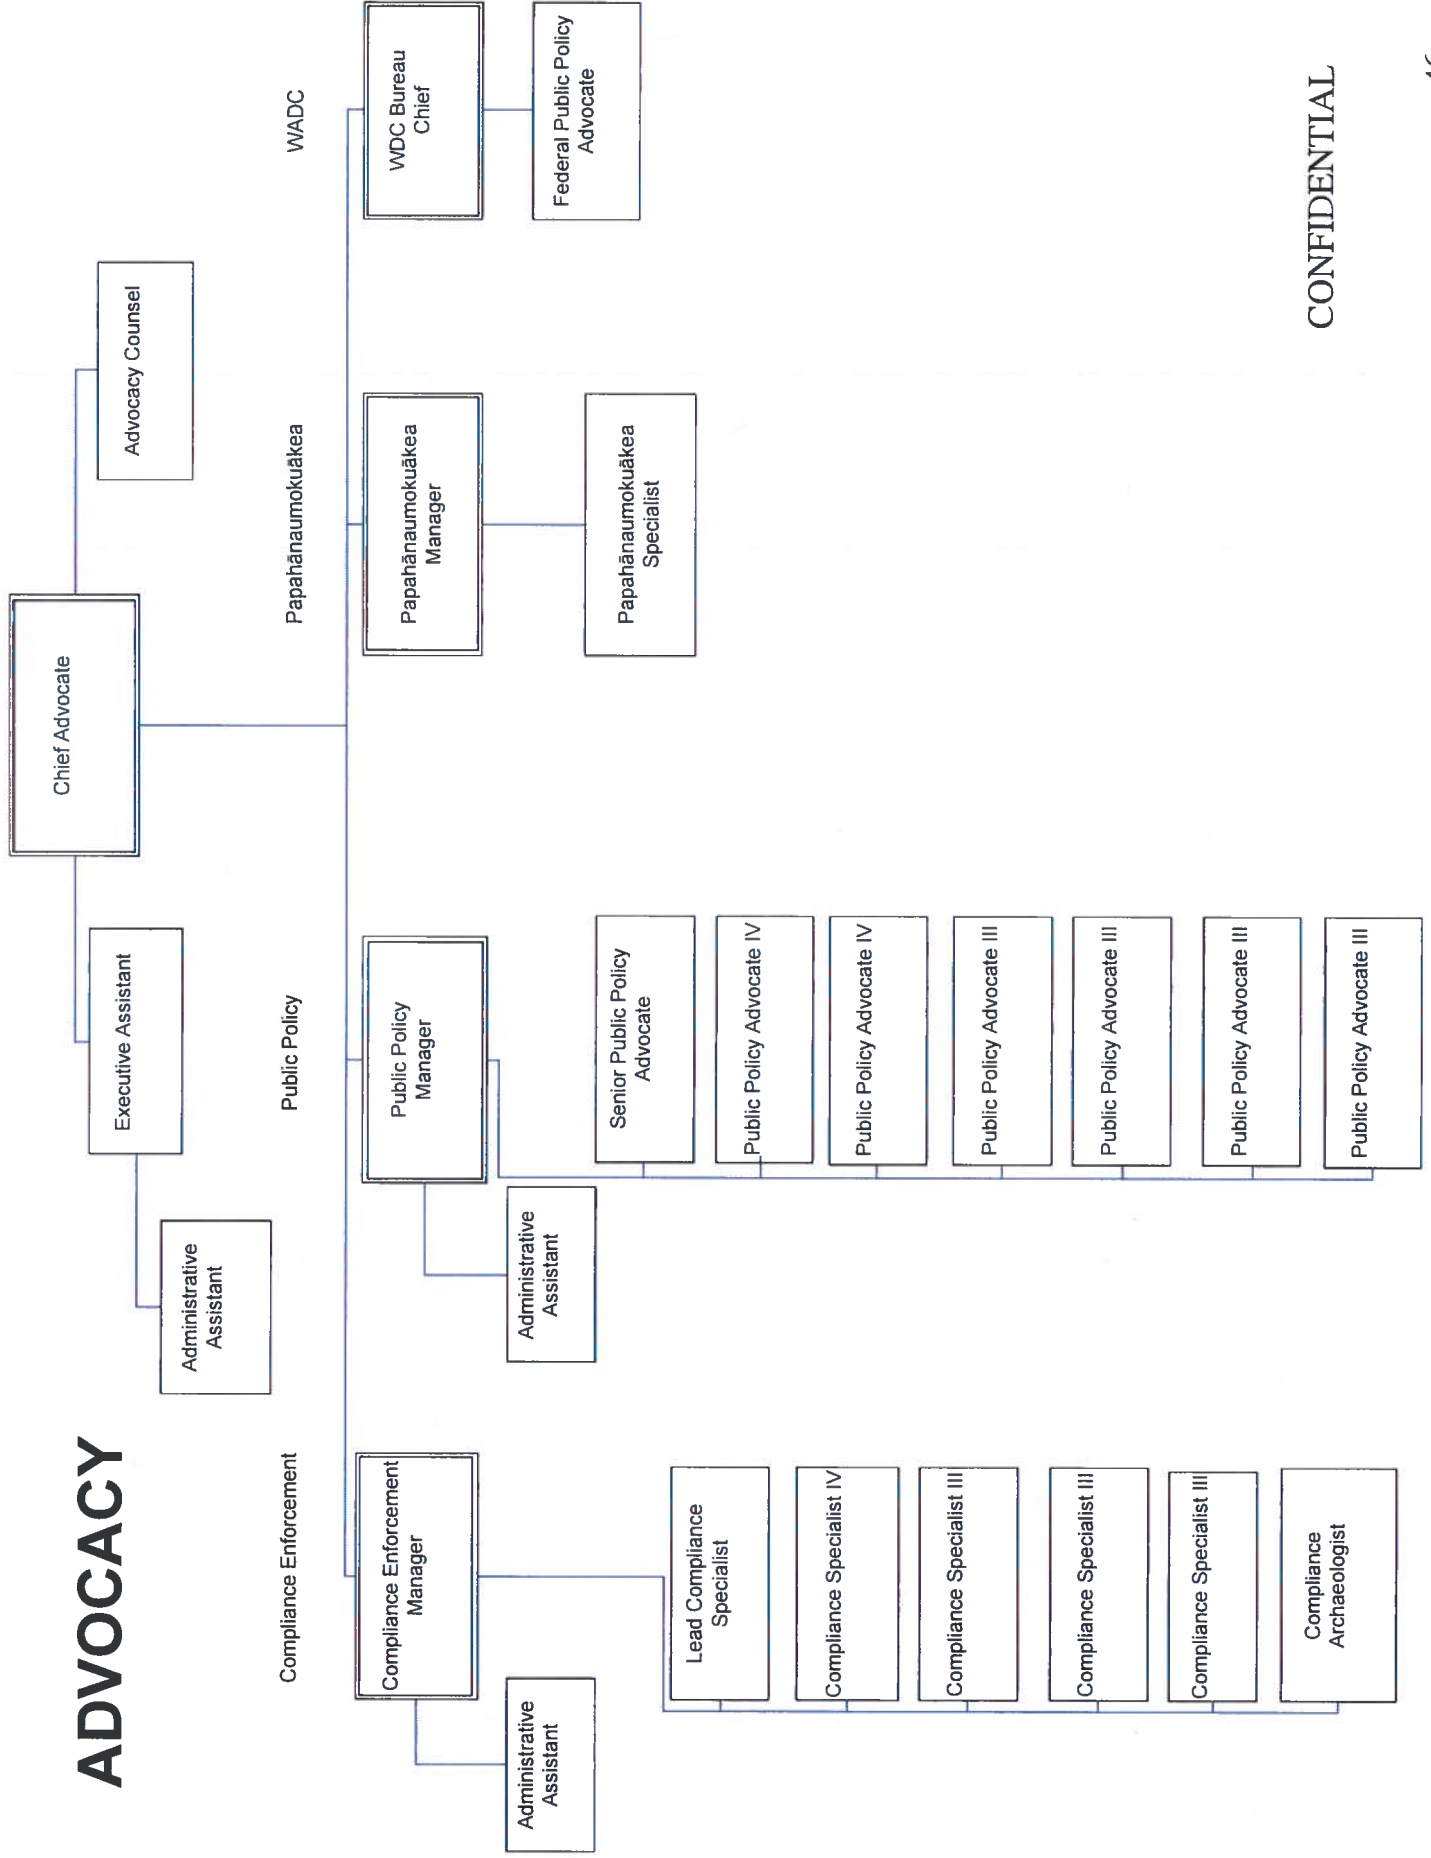 ADVOCACY
Chief Advocate
Executive Assistant
Advocacy Counsel
Administrative
Assistant
Compliance Enforcement
Public Policy
Papahānaumokuākea
WADC
Compliance Enforcement
Manager
Public Policy
Manager
Papahānaumokuākea
Manager
WDC Bureau
Chief
Administrative
Assistant
Administrative
Assistant
Lead Compliance
Specialist
Compliance Specialist IV
Compliance Specialist III
Compliance Specialist III
Compliance Specialist III
Compliance
Archaeologist
Senior Public Policy
Advocate
Public Policy Advocate IV
Public Policy Advocate IV
Public Policy Advocate III
Public Policy Advocate III
Public Policy Advocate III
Public Policy Advocate III
Papahānaumokuākea
Specialist
Federal Public Policy
Advocate
CONFIDENTIAL